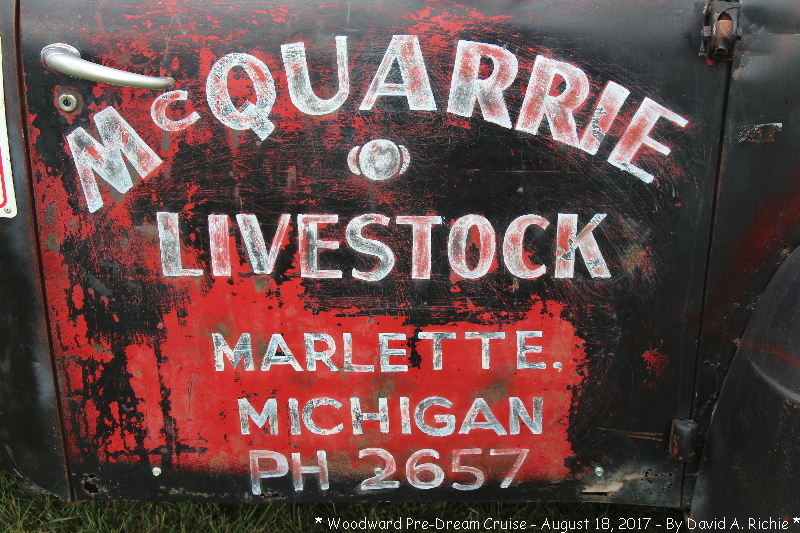 McQUARRIE
LIVESTOCK
MARLETTE,
MICHIGAN
PH 2657
* Woodward Pre-Dream Cruise - August 18, 2017 - By David A. Richie *